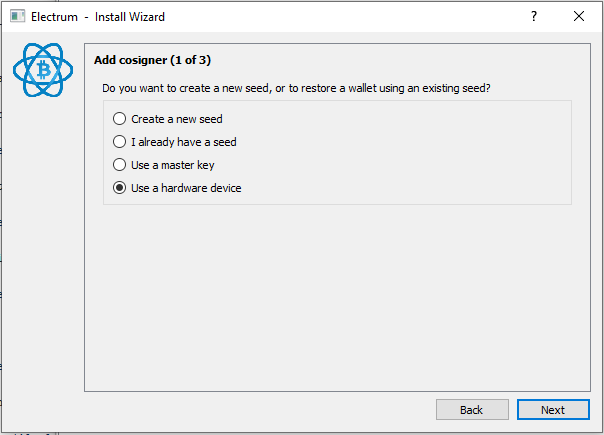 Electrum - Install Wizard
?
Add cosigner (1 of 3)
Do you want to create a new seed, or to restore a wallet using an existing seed?
Create a new seed
I already have a seed
Use a master key
Use a hardware device
Back
Next